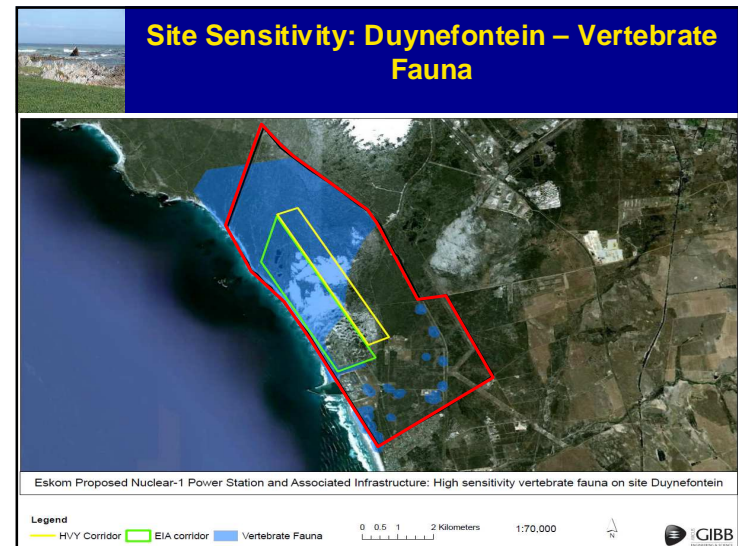 Site Sensitivity: Duynefontein – Vertebrate
Fauna
Eskom Proposed Nuclear-1 Power Station and Associated Infrastructure: High sensitivity vertebrate fauna on site Duynefontein
Legend
HVY Corridor EIA corridor Vertebrate Fauna
0 0.5 1 2 Kilometers
1:70,000
N
GIBB